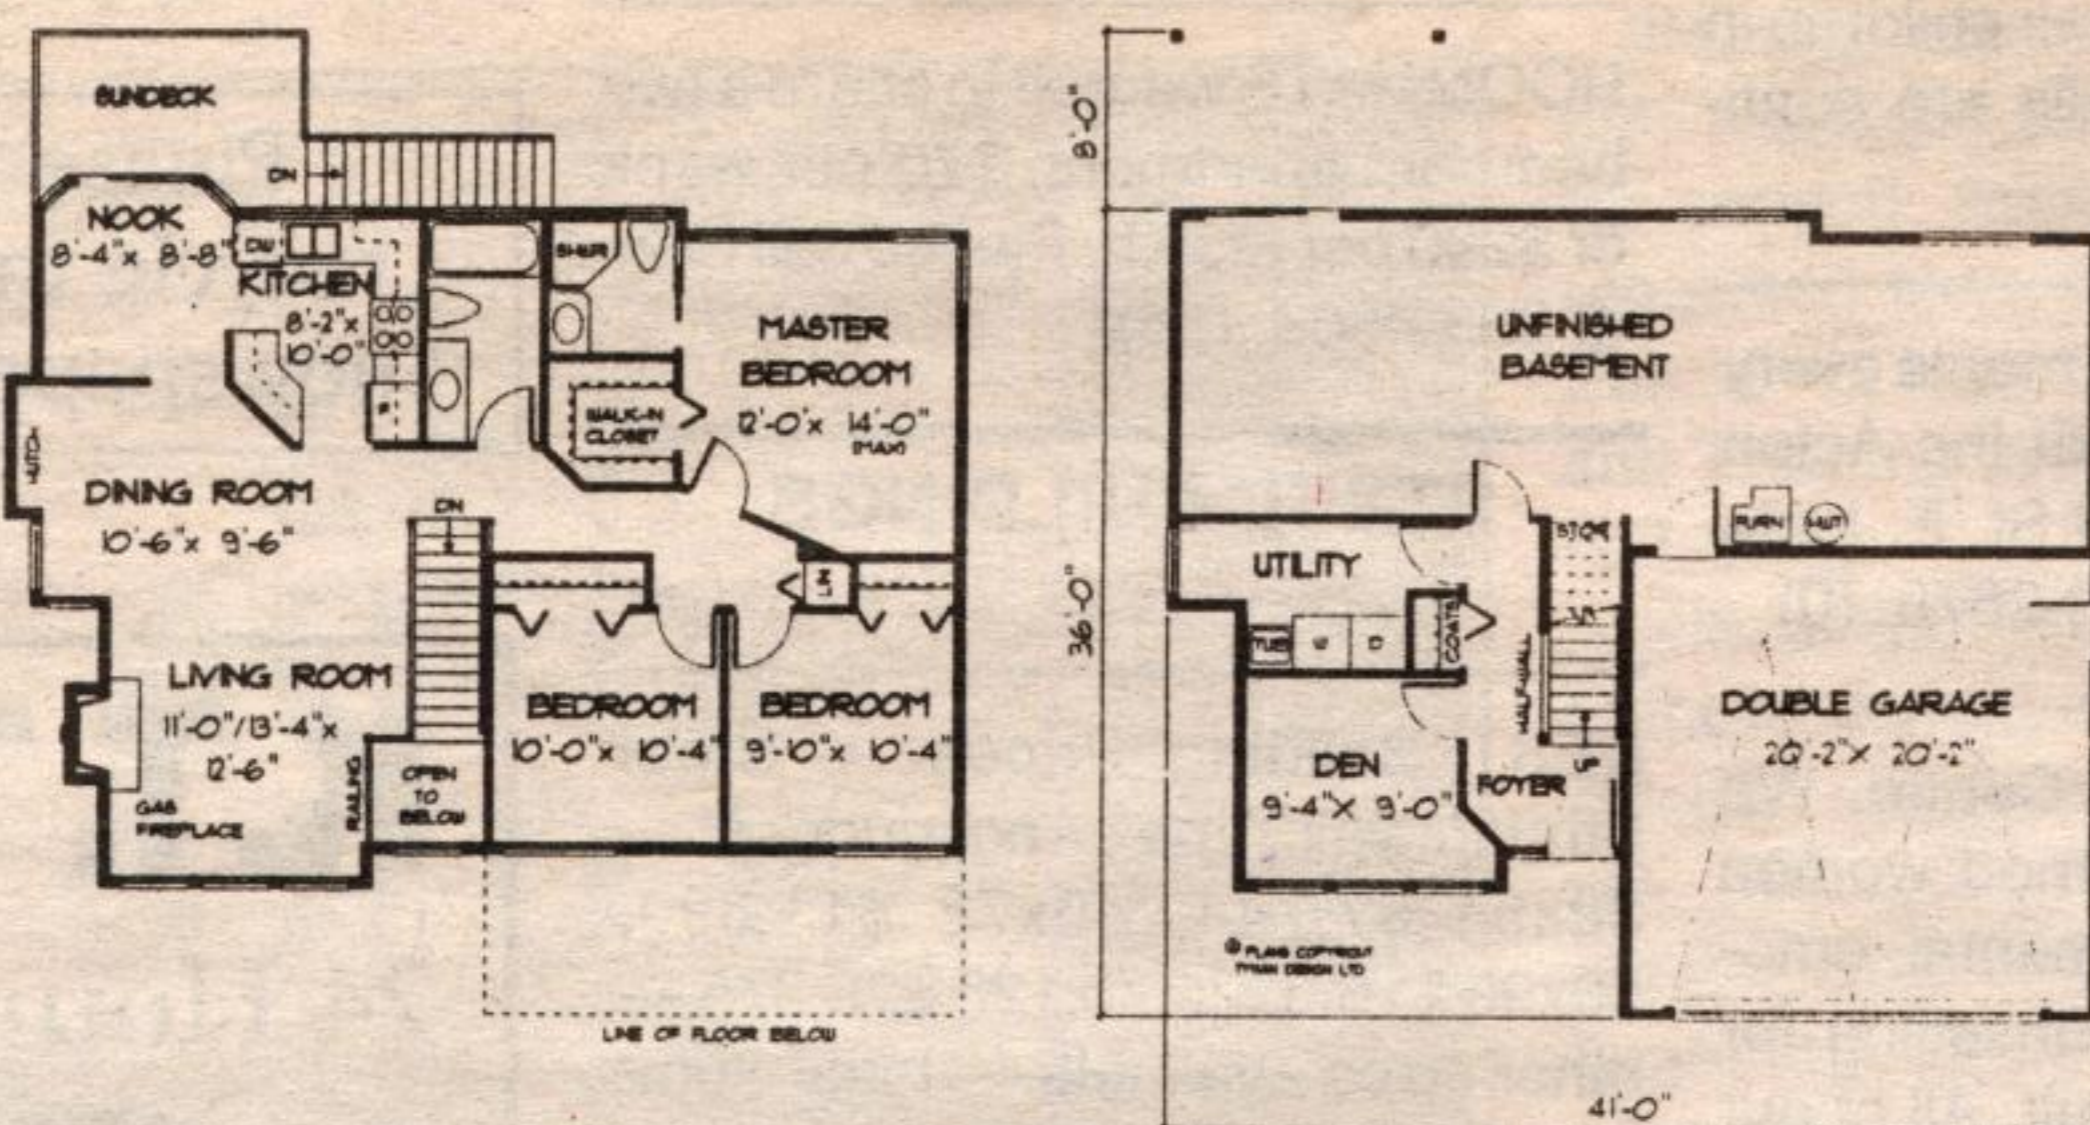 SUNDECK
DN
NOOK
8'-4" x 8'-8"
DW
KITCHEN
8'-2" x
10'-0"
SHWR
MASTER
BEDROOM
12'-0" x 14'-0"
(MAX)
WALK-IN
CLOSET
HUTCH
DINING ROOM
10'-6" x 9'-6"
DN
LIN
LIVING ROOM
11'-0"/13'-4" x
12'-6"
GAS
FIREPLACE
RAILING
OPEN
TO
BELOW
BEDROOM
10'-0" x 10'-4"
BEDROOM
9'-10" x 10'-4"
LINE OF FLOOR BELOW
8'-0"
36'-0"
UNFINISHED
BASEMENT
FURN
HWT
STOR
UTILITY
TUB
W
D
COATS
UP
HALF WALL
DEN
9'-4" X 9'-0"
FOYER
UP
DOUBLE GARAGE
20'-2" X 20'-2"
© PLANS COPYRIGHT
DESIGN LTD
41'-0"